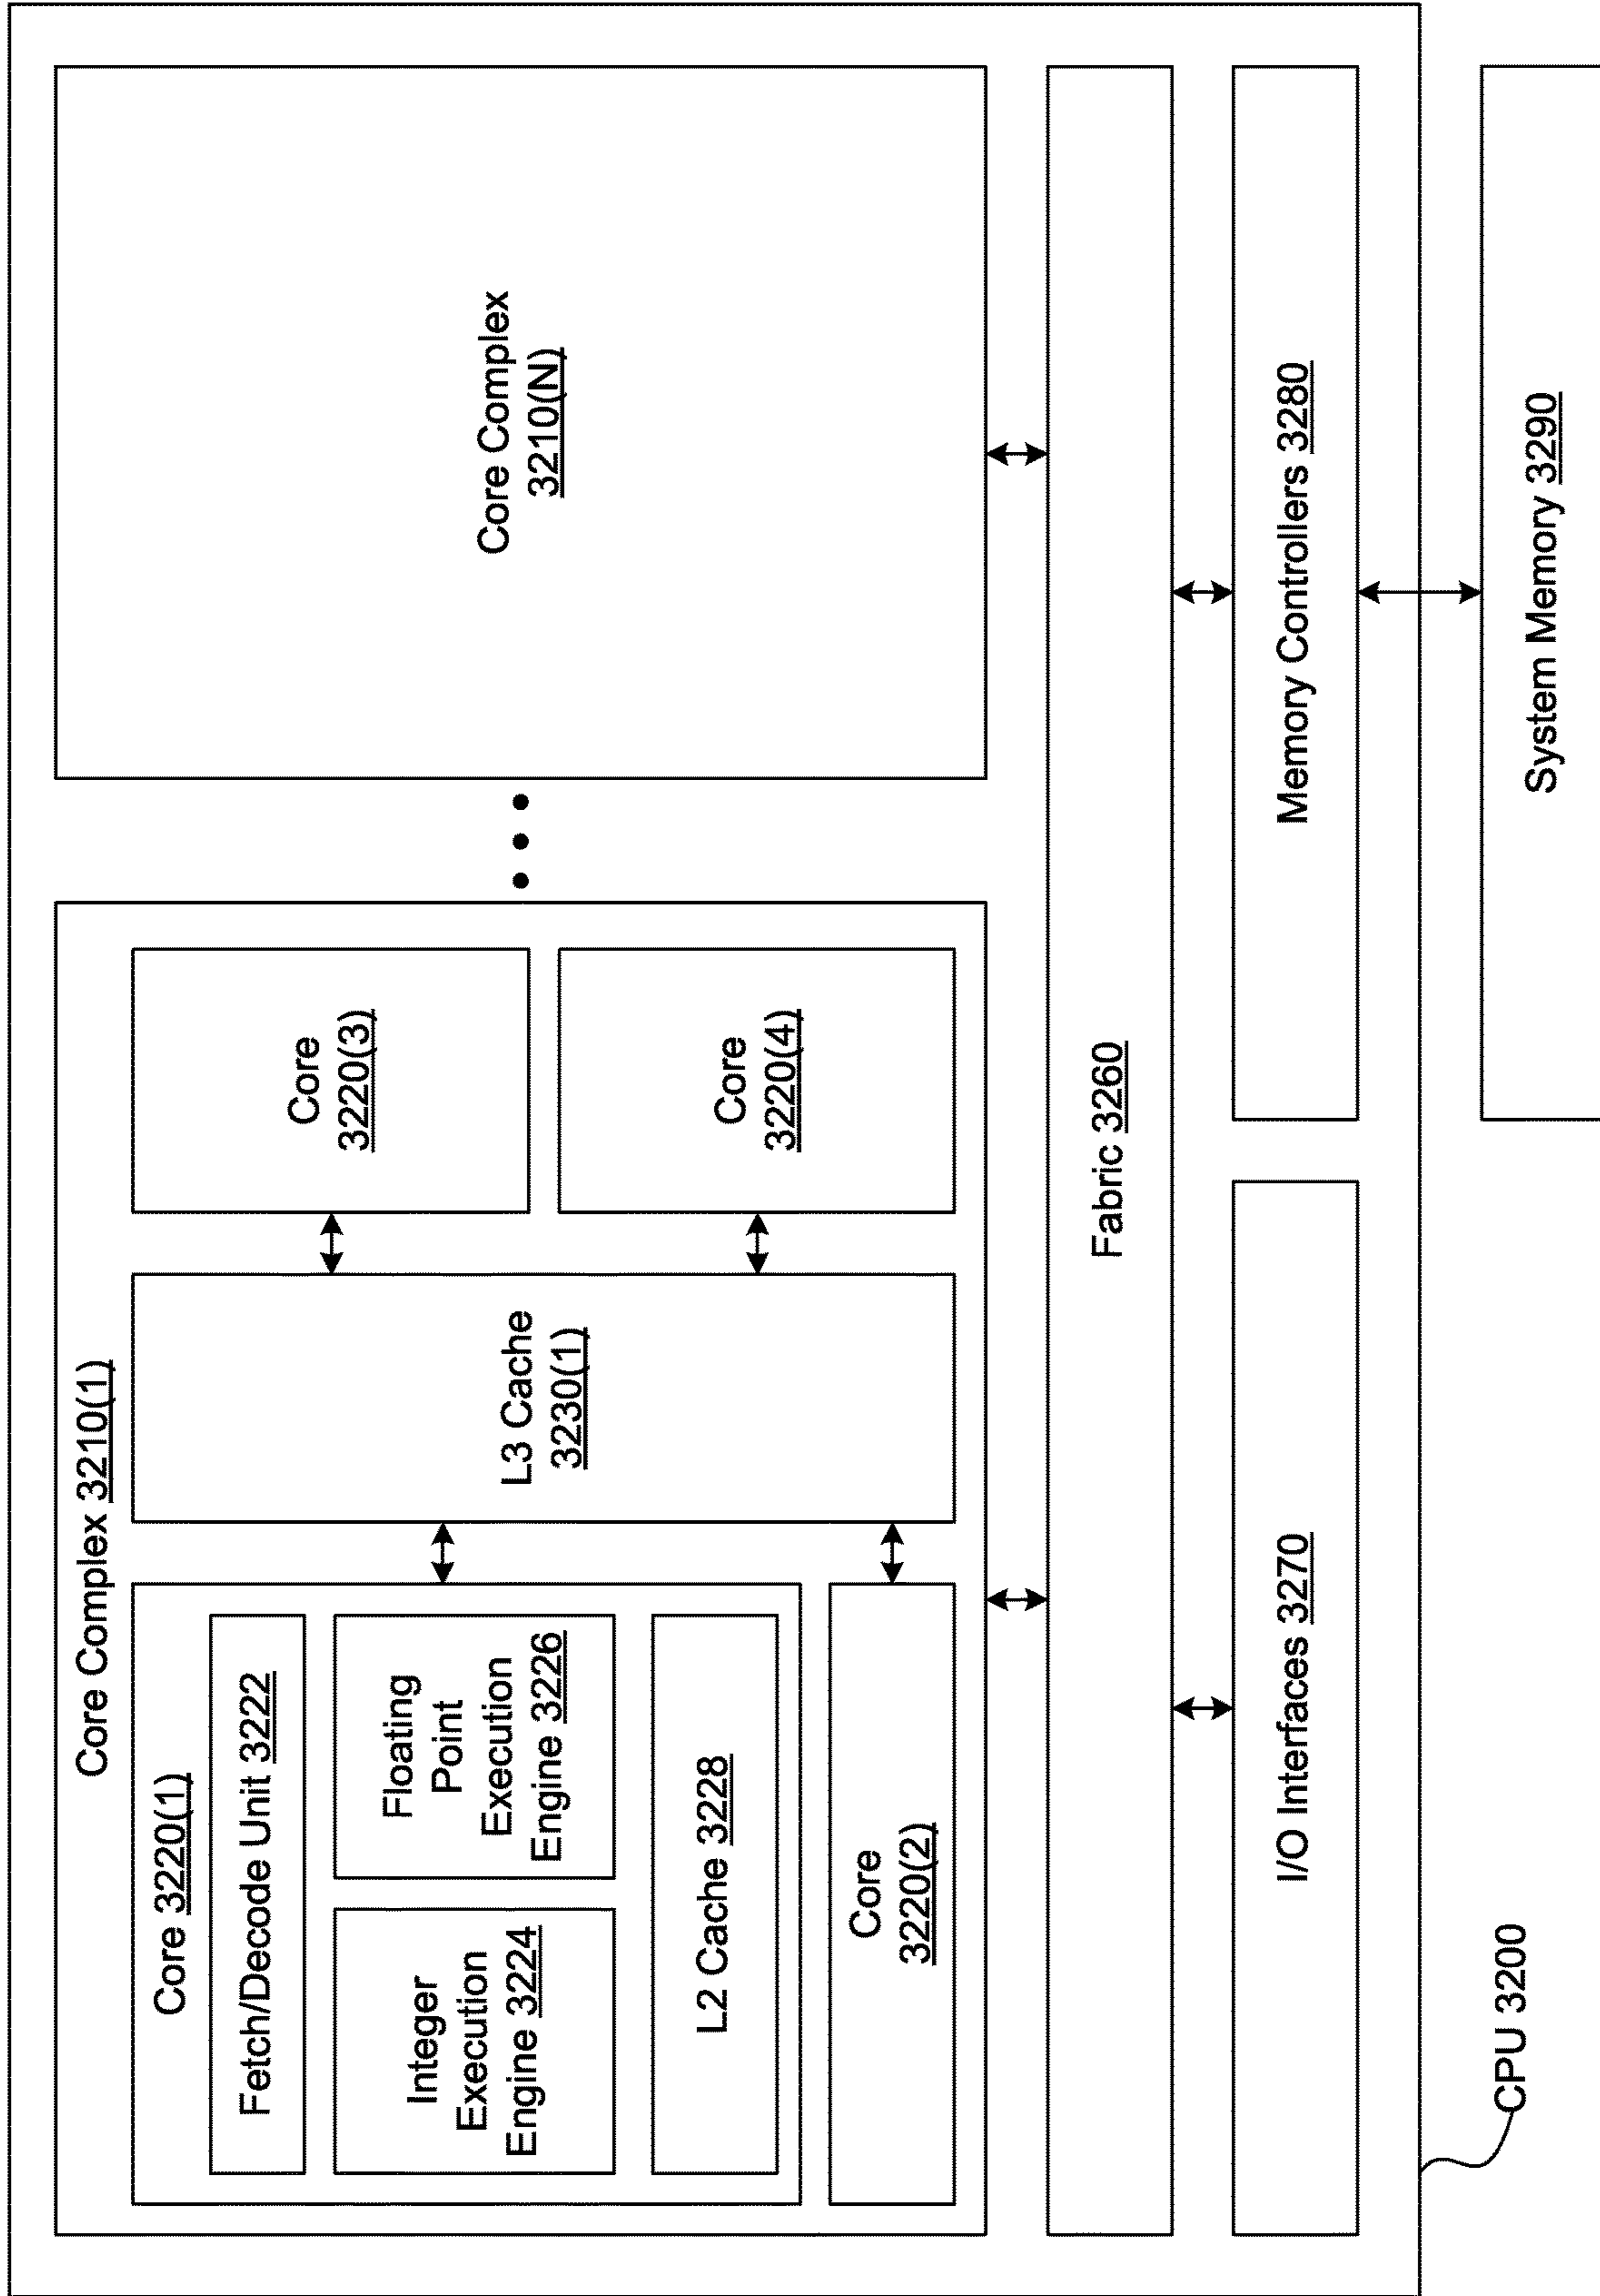 Core Complex 3210(1)
Core 3220(1)
Fetch/Decode Unit 3222
Integer
Execution
Engine 3224
Floating
Point
Execution
Engine 3226
L2 Cache 3228
Core
3220(2)
L3 Cache
3230(1)
Core
3220(3)
Core
3220(4)
Core Complex
3210(N)
Fabric 3260
I/O Interfaces 3270
Memory Controllers 3280
CPU 3200
System Memory 3290